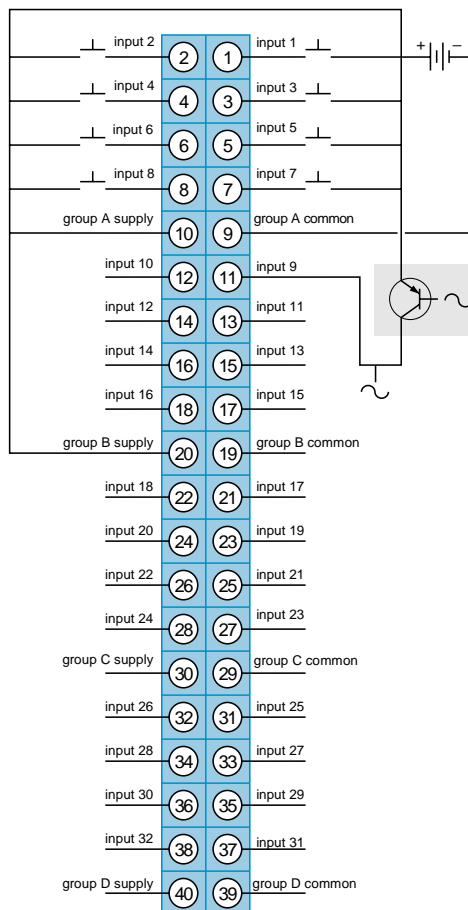 input 2 2 1 input 1 + −
input 4 4 3 input 3
input 6 6 5 input 5
input 8 8 7 input 7
group A supply 10 9 group A common
input 10 12 11 input 9
input 12 14 13 input 11
input 14 16 15 input 13
input 16 18 17 input 15
group B supply 20 19 group B common
input 18 22 21 input 17
input 20 24 23 input 19
input 22 26 25 input 21
input 24 28 27 input 23
group C supply 30 29 group C common
input 26 32 31 input 25
input 28 34 33 input 27
input 30 36 35 input 29
input 32 38 37 input 31
group D supply 40 39 group D common